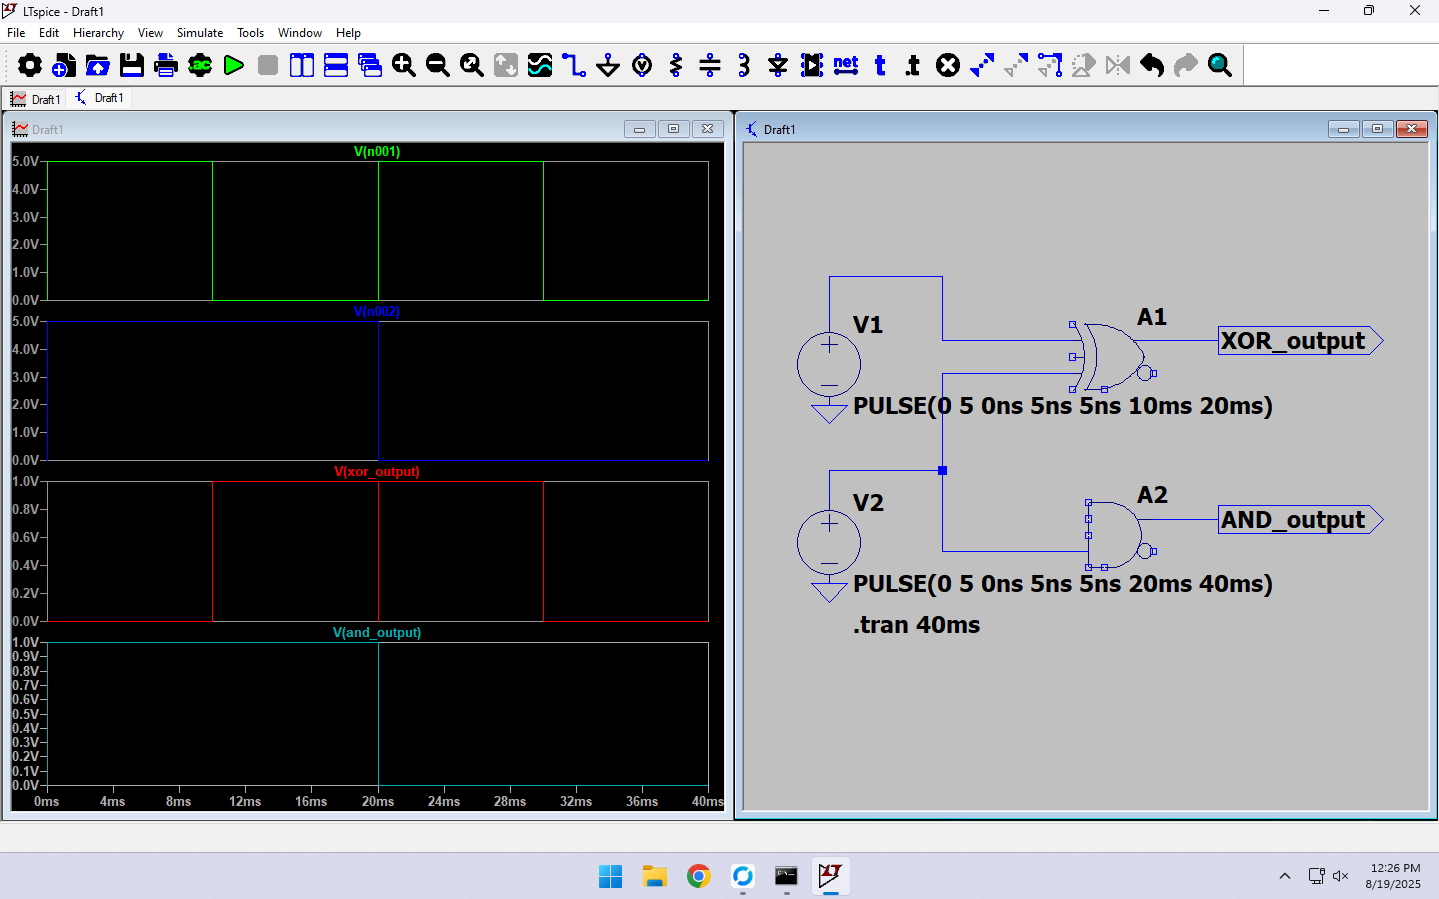 LTspice - Draft1
File Edit Hierarchy View Simulate Tools Window Help
.ac
net
t
.t
Draft1
Draft1
Draft1
V(n001)
5.0V
4.0V
3.0V
2.0V
1.0V
0.0V
V(n002)
5.0V
4.0V
3.0V
2.0V
1.0V
0.0V
V(xor_output)
1.0V
0.8V
0.6V
0.4V
0.2V
0.0V
V(and_output)
1.0V
0.9V
0.8V
0.7V
0.6V
0.5V
0.4V
0.3V
0.2V
0.1V
0.0V
0ms 4ms 8ms 12ms 16ms 20ms 24ms 28ms 32ms 36ms 40ms
Draft1
V1
A1
XOR_output
PULSE(0 5 0ns 5ns 5ns 10ms 20ms)
V2
A2
AND_output
PULSE(0 5 0ns 5ns 5ns 20ms 40ms)
.tran 40ms
LT
12:26 PM
8/19/2025